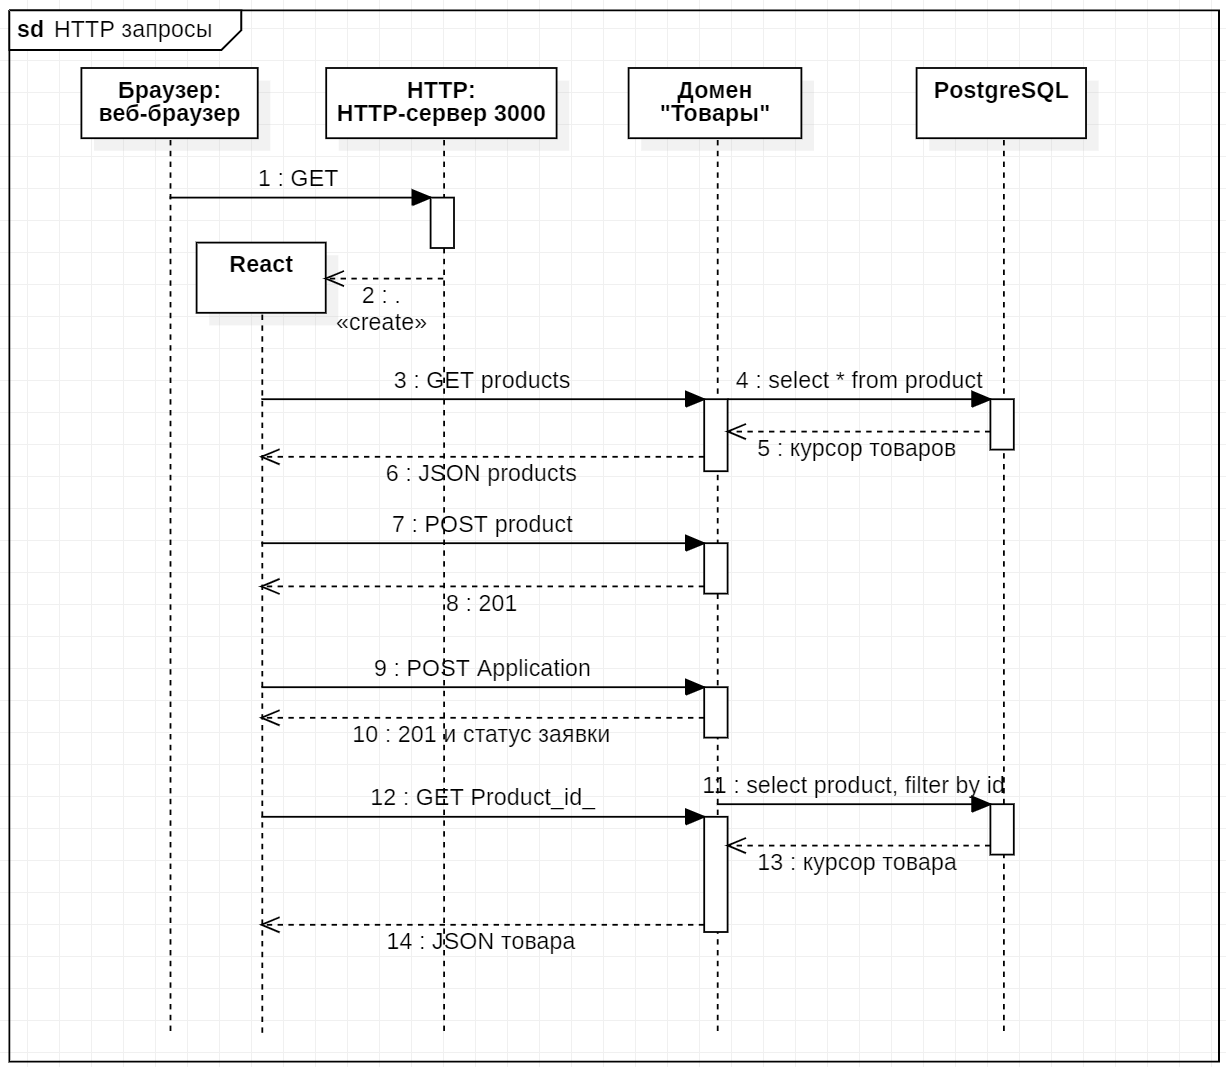 sd HTTP запросы
Браузер:
веб-браузер
HTTP:
HTTP-сервер 3000
Домен
"Товары"
PostgreSQL
1 : GET
React
2 : .
«create»
3 : GET products
4 : select * from product
5 : курсор товаров
6 : JSON products
7 : POST product
8 : 201
9 : POST Application
10 : 201 и статус заявки
11 : select product, filter by id
12 : GET Product_id_
13 : курсор товара
14 : JSON товара